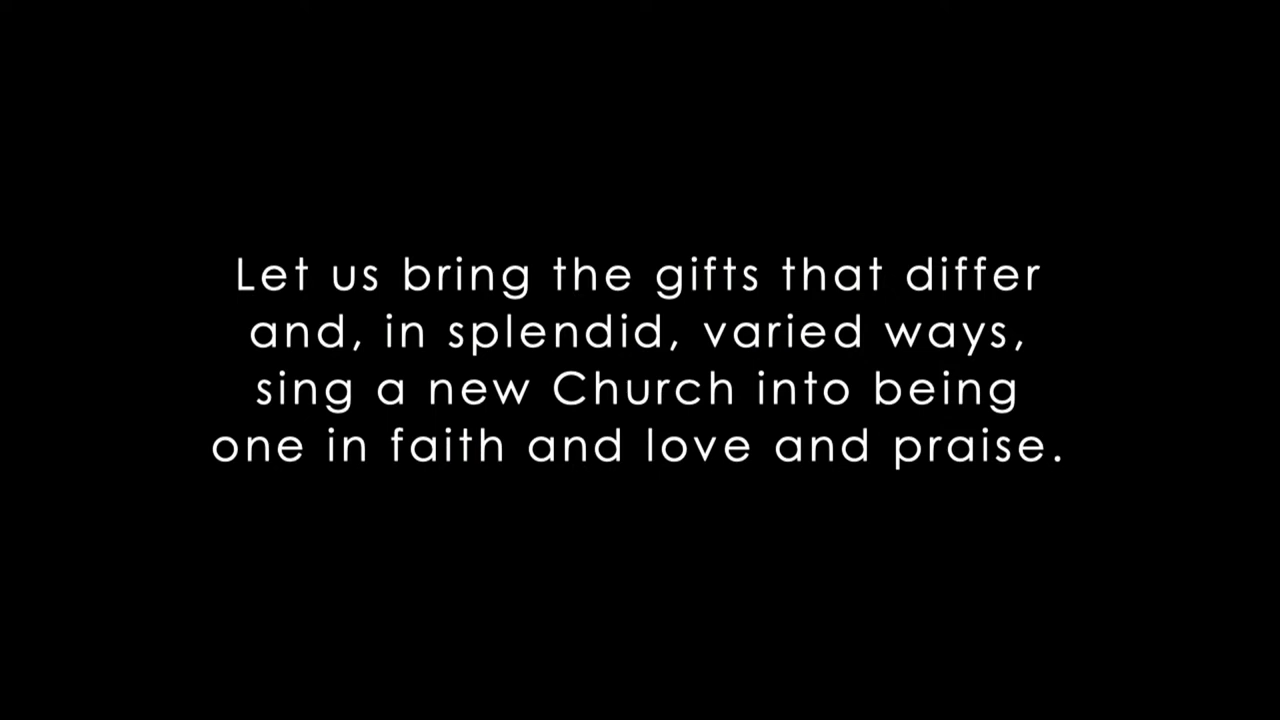 Let us bring the gifts that differ
and, in splendid, varied ways,
sing a new Church into being
one in faith and love and praise.